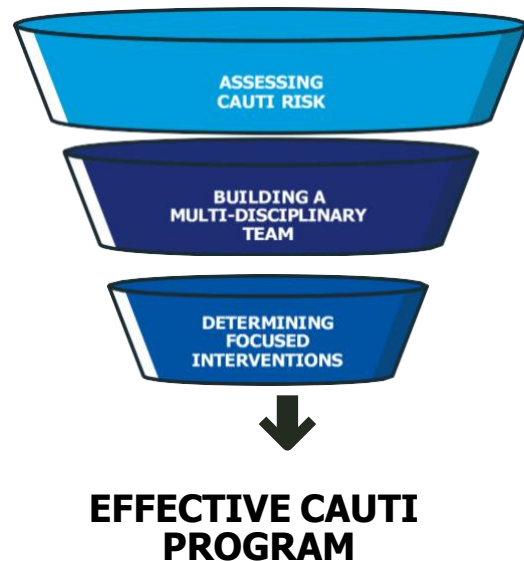 ASSESSING
CAUTI RISK
BUILDING A
MULTI-DISCIPLINARY
TEAM
DETERMINING
FOCUSED
INTERVENTIONS
EFFECTIVE CAUTI
PROGRAM